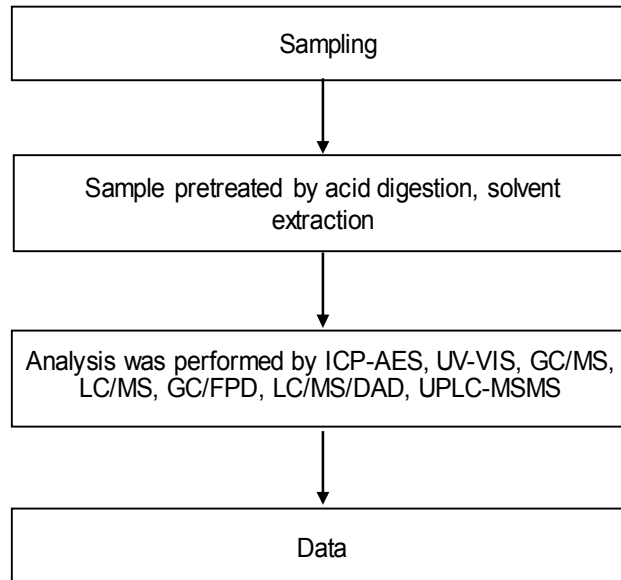 Sampling
Sample pretreated by acid digestion, solvent
extraction
Analysis was performed by ICP-AES, UV-VIS, GC/MS,
LC/MS, GC/FPD, LC/MS/DAD, UPLC-MSMS
Data